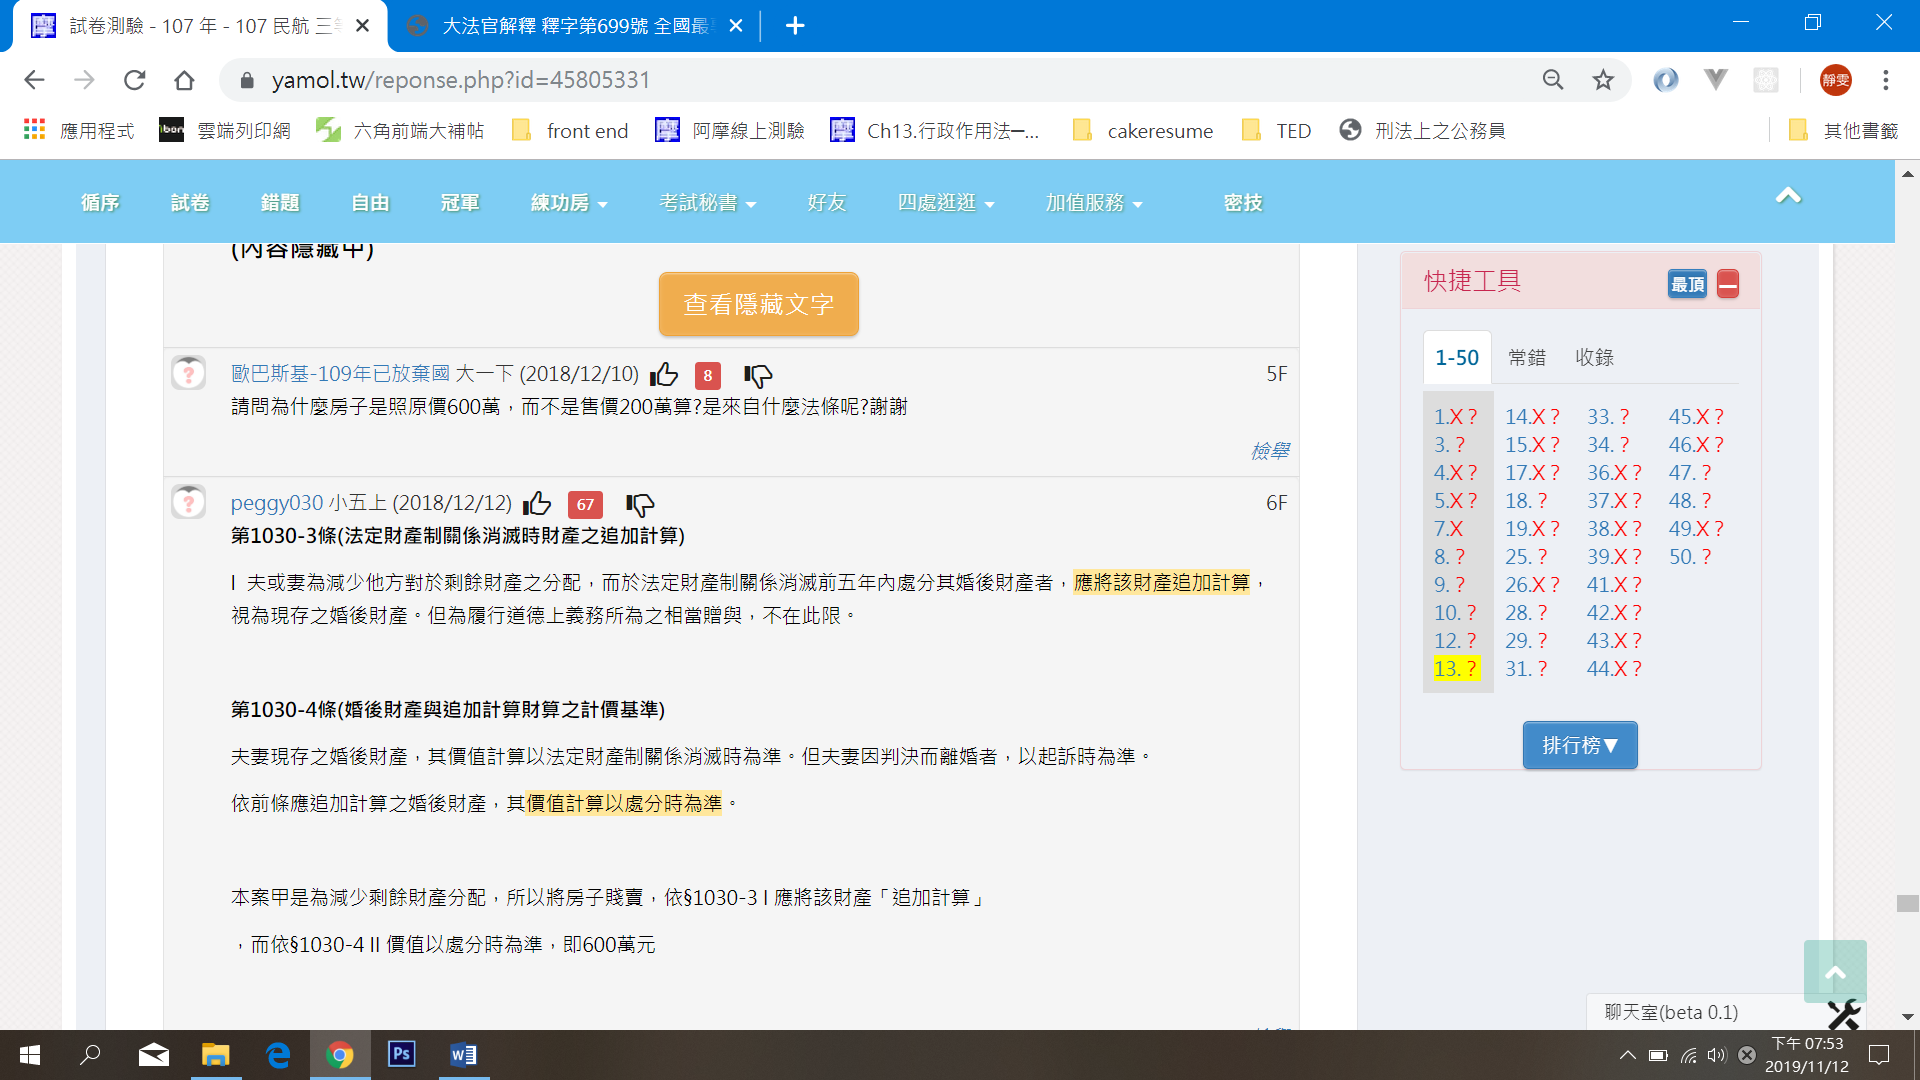 試卷測驗 - 107 年 - 107 民航 三
大法官解釋 釋字第699號 全國最
yamol.tw/reponse.php?id=45805331
靜雯
應用程式
ibon
雲端列印網
六角前端大補帖
front end
阿摩線上測驗
Ch13.行政作用法─...
cakeresume
TED
刑法上之公務員
其他書籤
循序 試卷 錯題 自由 冠軍 練功房 考試秘書 好友 四處逛逛 加值服務 密技
(內容隱藏中)
查看隱藏文字
歐巴斯基-109年已放棄國 大一下 (2018/12/10) 8 5F
請問為什麼房子是照原價600萬，而不是售價200萬算?是來自什麼法條呢?謝謝
檢舉
peggy030 小五上 (2018/12/12) 67 6F
第1030-3條(法定財產制關係消滅時財產之追加計算)
I 夫或妻為減少他方對於剩餘財產之分配，而於法定財產制關係消滅前五年內處分其婚後財產者，應將該財產追加計算，
視為現存之婚後財產。但為履行道德上義務所為之相當贈與，不在此限。
第1030-4條(婚後財產與追加計算財算之計價基準)
夫妻現存之婚後財產，其價值計算以法定財產制關係消滅時為準。但夫妻因判決而離婚者，以起訴時為準。
依前條應追加計算之婚後財產，其價值計算以處分時為準。
本案甲是為減少剩餘財產分配，所以將房子賤賣，依§1030-3 I 應將該財產「追加計算」
，而依§1030-4 II 價值以處分時為準，即600萬元
快捷工具
最頂
1-50 常錯 收錄
1.X ? 14.X ? 33. ? 45.X ?
3. ? 15.X ? 34. ? 46.X ?
4.X ? 17.X ? 36.X ? 47. ?
5.X ? 18. ? 37.X ? 48. ?
7.X 19.X ? 38.X ? 49.X ?
8. ? 25. ? 39.X ? 50. ?
9. ? 26.X ? 41.X ?
10. ? 28. ? 42.X ?
12. ? 29. ? 43.X ?
13. ? 31. ? 44.X ?
排行榜▼
聊天室(beta 0.1)
Ps
下午 07:53
2019/11/12